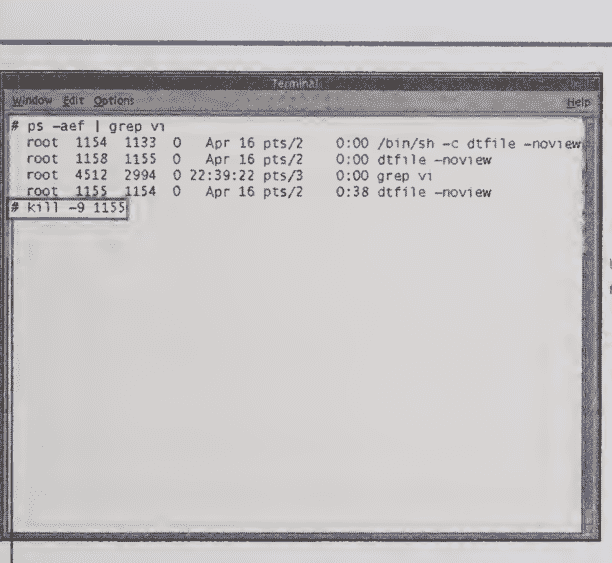 Terminal
Window Edit Options Help
# ps -aef | grep vi
root 1154 1133 0 Apr 16 pts/2 0:00 /bin/sh -c dtfile -noview
root 1158 1155 0 Apr 16 pts/2 0:00 dtfile -noview
root 4512 2994 0 22:39:22 pts/3 0:00 grep vi
root 1155 1154 0 Apr 16 pts/2 0:38 dtfile -noview
# kill -9 1155